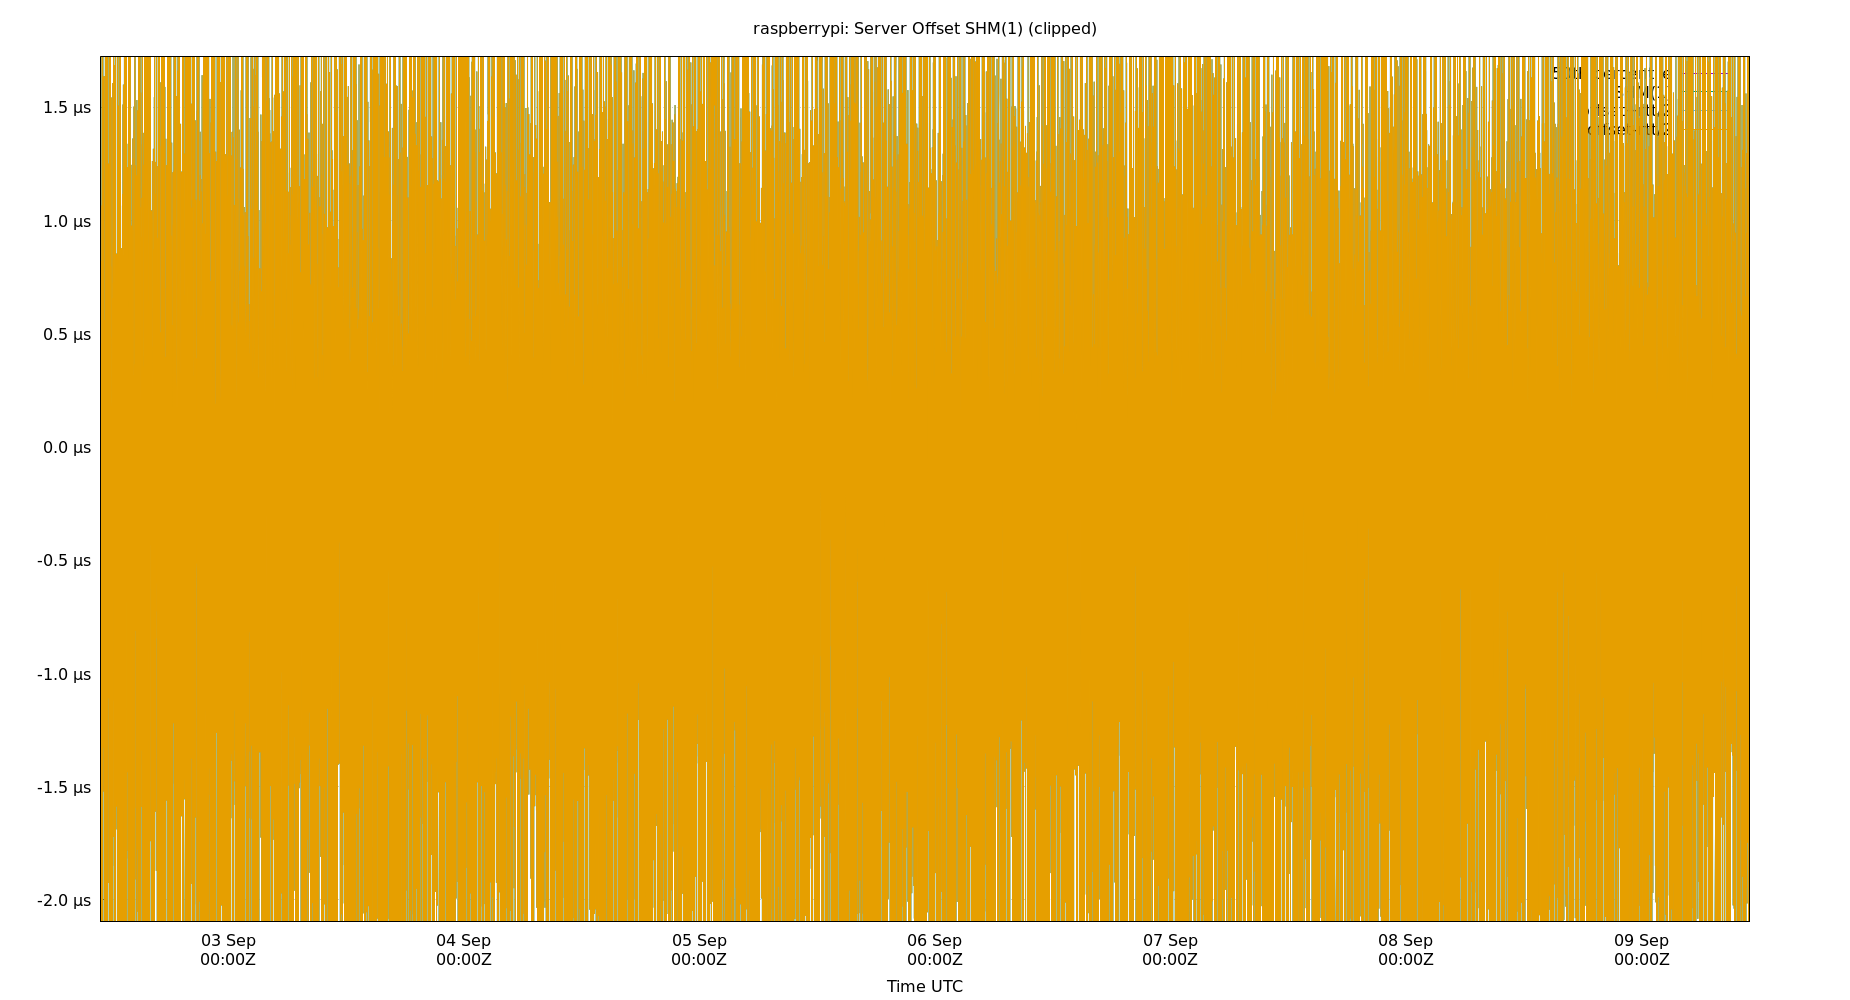 raspberrypi: Server Offset SHM(1) (clipped)
1.5 µs
1.0 µs
0.5 µs
0.0 µs
-0.5 µs
-1.0 µs
-1.5 µs
-2.0 µs
03 Sep 04 Sep 05 Sep 06 Sep 07 Sep 08 Sep 09 Sep
00:00Z 00:00Z 00:00Z 00:00Z 00:00Z 00:00Z 00:00Z
Time UTC